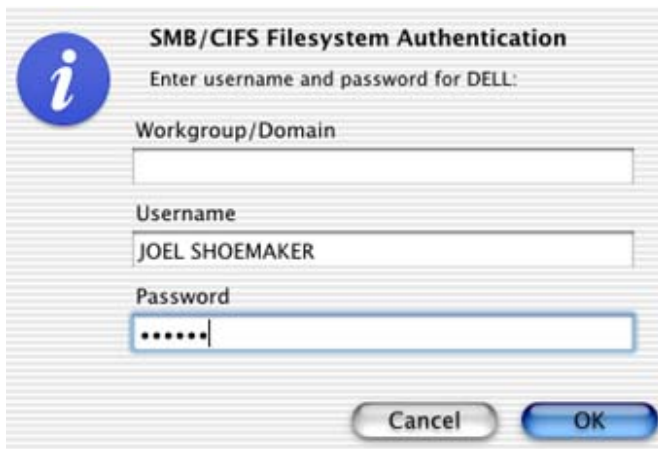 SMB/CIFS Filesystem Authentication
Enter username and password for DELL:
Workgroup/Domain
Username
JOEL SHOEMAKER
Password
••••••
Cancel
OK